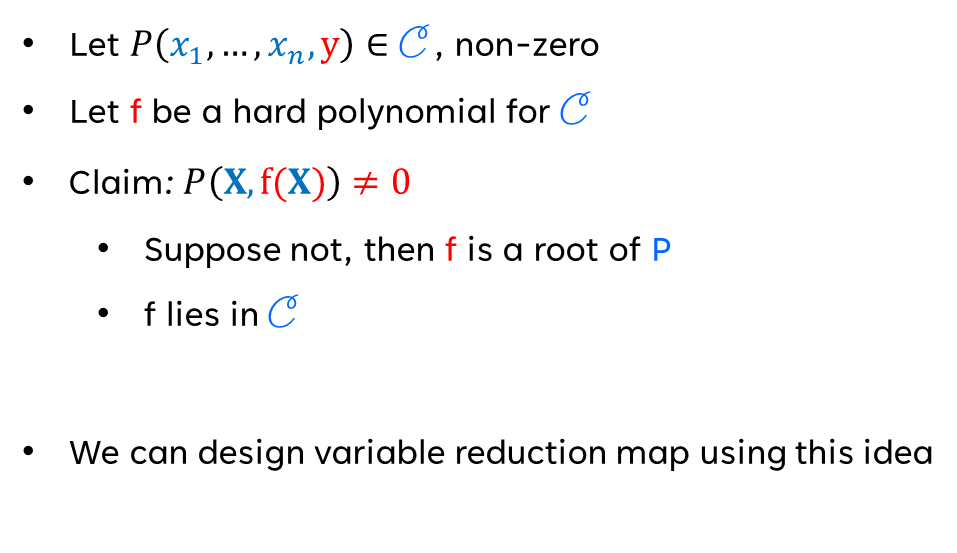 • Let P(x₁, …, xₙ, y) ∈ 𝒞 , non-zero
• Let f be a hard polynomial for 𝒞
• Claim: P(X, f(X)) ≠ 0
• Suppose not, then f is a root of P
• f lies in 𝒞
• We can design variable reduction map using this idea